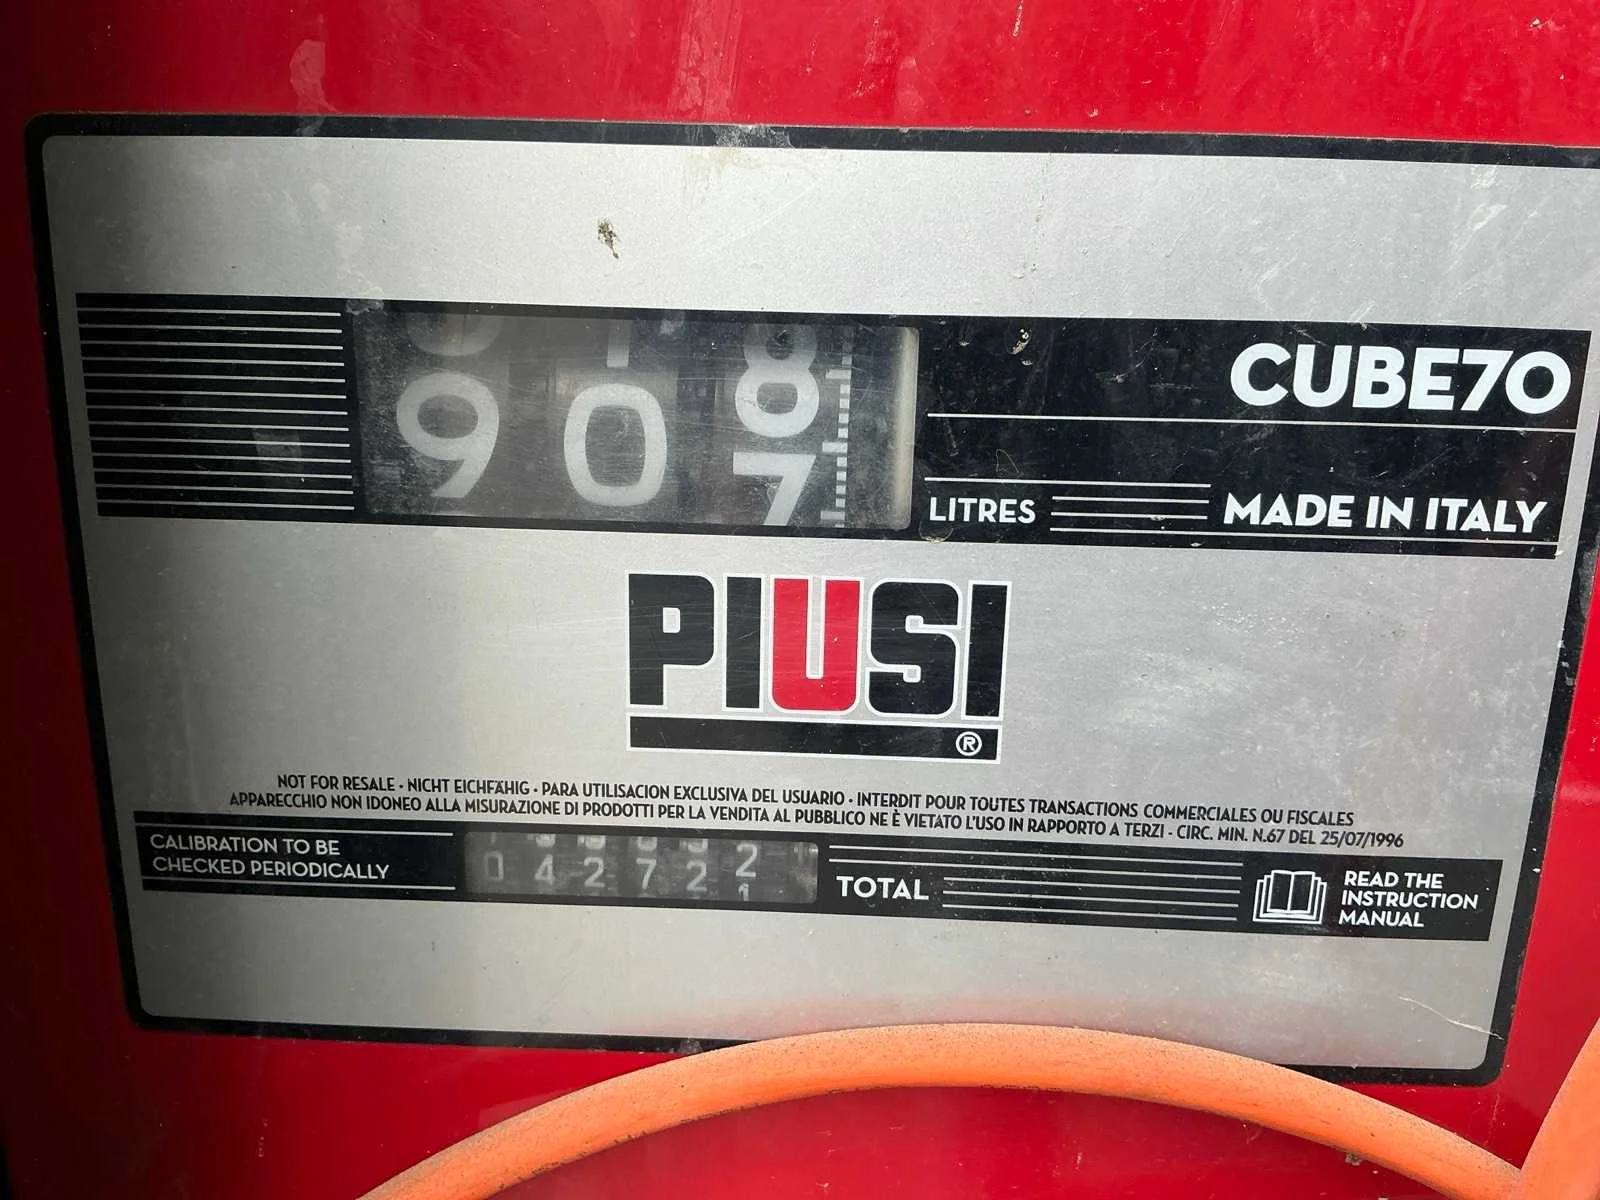 CUBE70
908
7
LITRES
MADE IN ITALY
PIUSI
®
NOT FOR RESALE - NICHT EICHFÄHIG - PARA UTILISACION EXCLUSIVA DEL USUARIO - INTERDIT POUR TOUTES TRANSACTIONS COMMERCIALES OU FISCALES
APPARECCHIO NON IDONEO ALLA MISURAZIONE DI PRODOTTI PER LA VENDITA AL PUBBLICO NE È VIETATO L'USO IN RAPPORTO A TERZI - CIRC. MIN. N.67 DEL 25/07/1996
CALIBRATION TO BE
CHECKED PERIODICALLY
042722
1
TOTAL
READ THE
INSTRUCTION
MANUAL